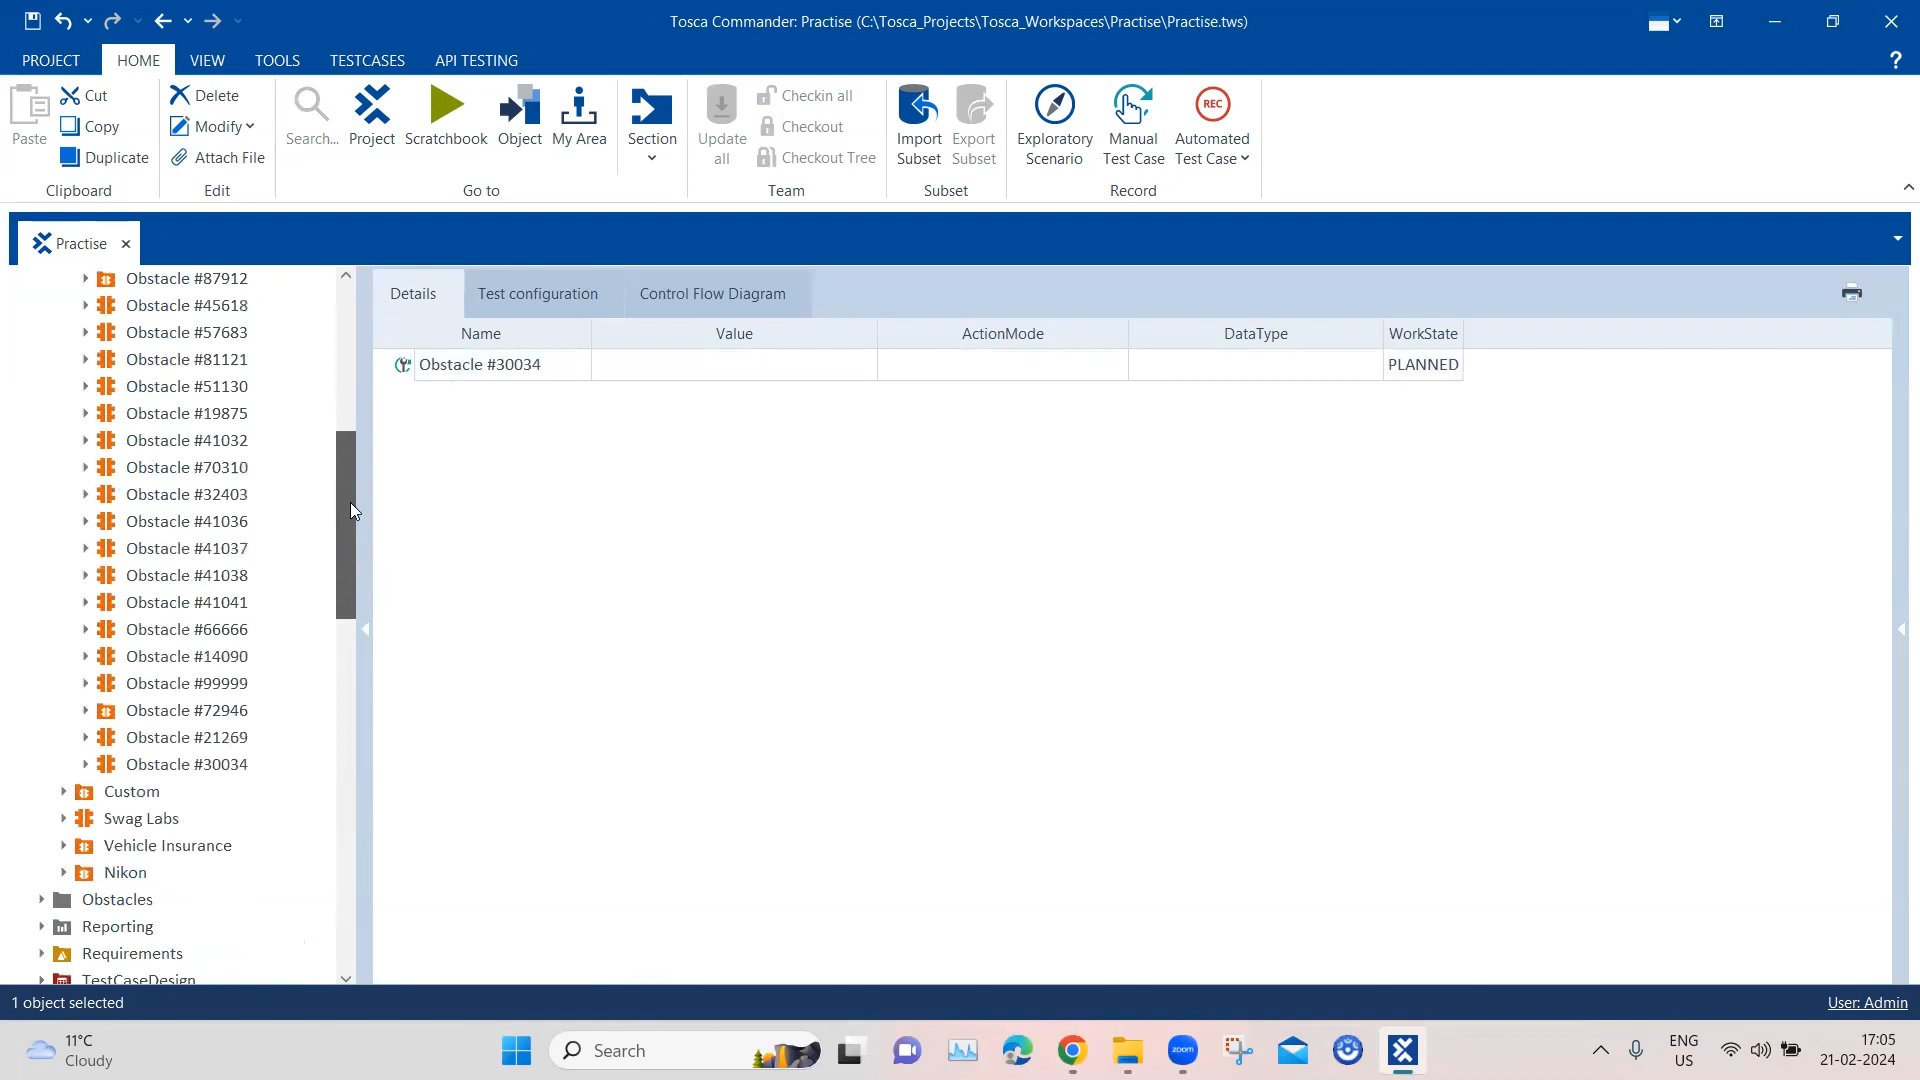 Tosca Commander: Practise (C:\Tosca_Projects\Tosca_Workspaces\Practise\Practise.tws)
PROJECT HOME VIEW TOOLS TESTCASES API TESTING ?
Paste
Cut
Copy
Duplicate
Clipboard
Delete
Modify
Attach File
Edit
Search...
Project
Scratchbook
Object
My Area
Section
Go to
Update all
Checkin all
Checkout
Checkout Tree
Team
Import Subset
Export Subset
Subset
Exploratory Scenario
Manual Test Case
REC
Automated Test Case
Record
Practise
Obstacle #87912
Obstacle #45618
Obstacle #57683
Obstacle #81121
Obstacle #51130
Obstacle #19875
Obstacle #41032
Obstacle #70310
Obstacle #32403
Obstacle #41036
Obstacle #41037
Obstacle #41038
Obstacle #41041
Obstacle #66666
Obstacle #14090
Obstacle #99999
Obstacle #72946
Obstacle #21269
Obstacle #30034
Custom
Swag Labs
Vehicle Insurance
Nikon
Obstacles
Reporting
Requirements
TestCaseDesign
Details Test configuration Control Flow Diagram
Name Value ActionMode DataType WorkState
Obstacle #30034 PLANNED
1 object selected User: Admin
11°C
Cloudy
Search
zoom
ENG
US
17:05
21-02-2024